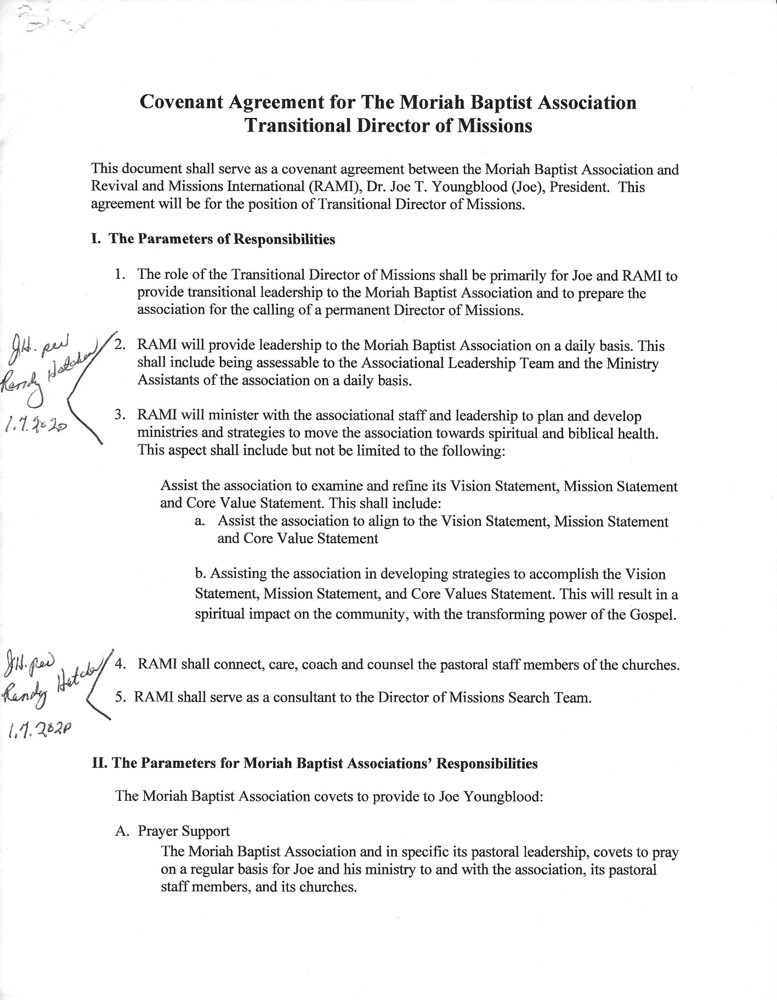 Covenant Agreement for The Moriah Baptist Association
Transitional Director of Missions
This document shall serve as a covenant agreement between the Moriah Baptist Association and
Revival and Missions International (RAMI), Dr. Joe T. Youngblood (Joe), President. This
agreement will be for the position of Transitional Director of Missions.
I. The Parameters of Responsibilities
1. The role of the Transitional Director of Missions shall be primarily for Joe and RAMI to
provide transitional leadership to the Moriah Baptist Association and to prepare the
association for the calling of a permanent Director of Missions.
J.H. per
Randy Hatcher
1.7.2020
2. RAMI will provide leadership to the Moriah Baptist Association on a daily basis. This
shall include being assessable to the Associational Leadership Team and the Ministry
Assistants of the association on a daily basis.
3. RAMI will minister with the associational staff and leadership to plan and develop
ministries and strategies to move the association towards spiritual and biblical health.
This aspect shall include but not be limited to the following:
Assist the association to examine and refine its Vision Statement, Mission Statement
and Core Value Statement. This shall include:
a. Assist the association to align to the Vision Statement, Mission Statement
and Core Value Statement
b. Assisting the association in developing strategies to accomplish the Vision
Statement, Mission Statement, and Core Values Statement. This will result in a
spiritual impact on the community, with the transforming power of the Gospel.
J.H. per
Randy Hatcher
1.7.2020
4. RAMI shall connect, care, coach and counsel the pastoral staff members of the churches.
5. RAMI shall serve as a consultant to the Director of Missions Search Team.
II. The Parameters for Moriah Baptist Associations' Responsibilities
The Moriah Baptist Association covets to provide to Joe Youngblood:
A. Prayer Support
The Moriah Baptist Association and in specific its pastoral leadership, covets to pray
on a regular basis for Joe and his ministry to and with the association, its pastoral
staff members, and its churches.